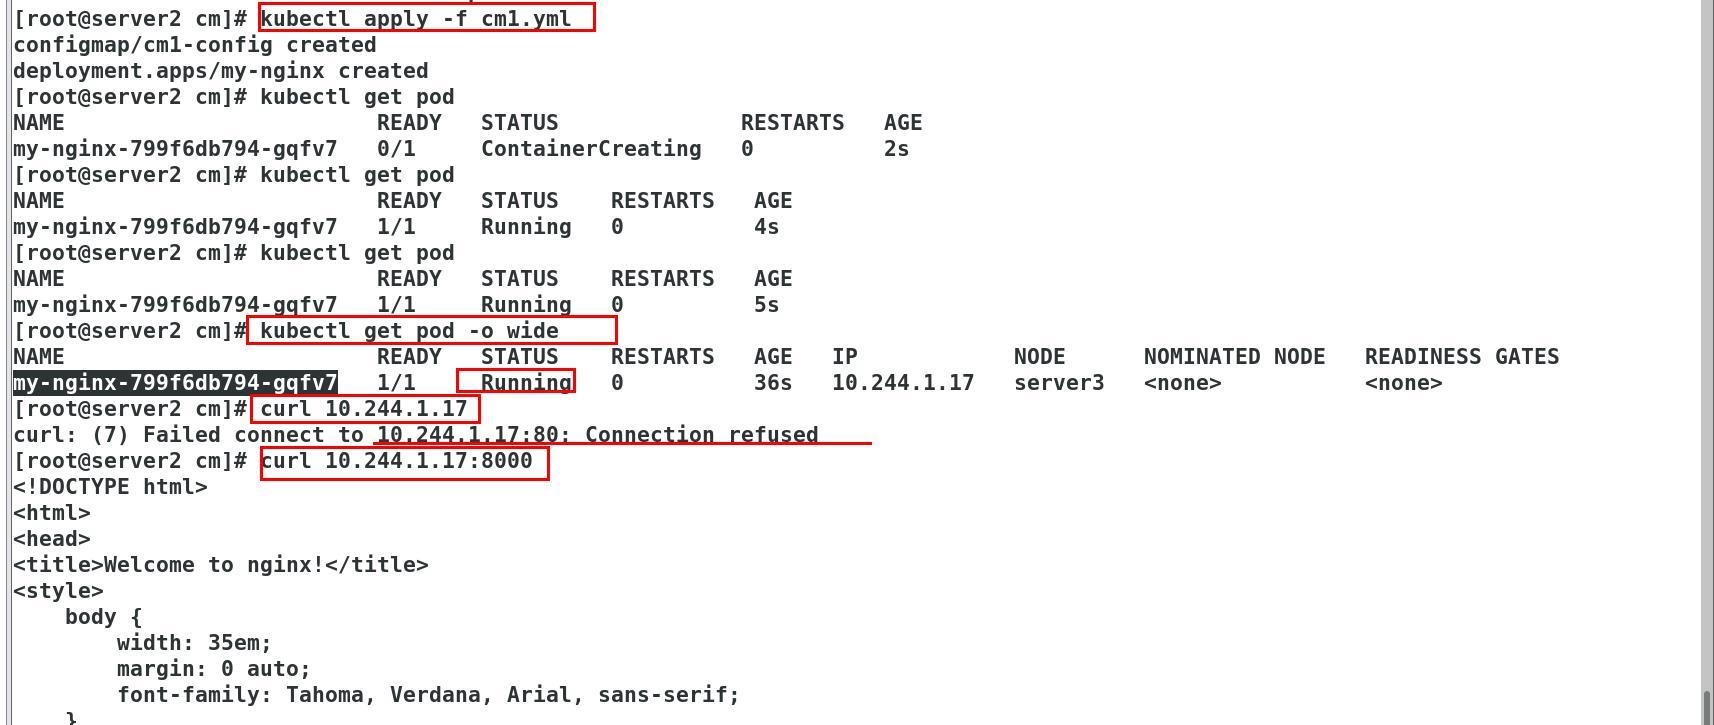 [root@server2 cm]# kubectl apply -f cm1.yml
configmap/cm1-config created
deployment.apps/my-nginx created
[root@server2 cm]# kubectl get pod
NAME                        READY   STATUS              RESTARTS   AGE
my-nginx-799f6db794-gqfv7   0/1     ContainerCreating   0          2s
[root@server2 cm]# kubectl get pod
NAME                        READY   STATUS    RESTARTS   AGE
my-nginx-799f6db794-gqfv7   1/1     Running   0          4s
[root@server2 cm]# kubectl get pod
NAME                        READY   STATUS    RESTARTS   AGE
my-nginx-799f6db794-gqfv7   1/1     Running   0          5s
[root@server2 cm]# kubectl get pod -o wide
NAME                        READY   STATUS    RESTARTS   AGE   IP            NODE      NOMINATED NODE   READINESS GATES
my-nginx-799f6db794-gqfv7   1/1     Running   0          36s   10.244.1.17   server3   <none>           <none>
[root@server2 cm]# curl 10.244.1.17
curl: (7) Failed connect to 10.244.1.17:80; Connection refused
[root@server2 cm]# curl 10.244.1.17:8000
<!DOCTYPE html>
<html>
<head>
<title>Welcome to nginx!</title>
<style>
    body {
        width: 35em;
        margin: 0 auto;
        font-family: Tahoma, Verdana, Arial, sans-serif;
    }